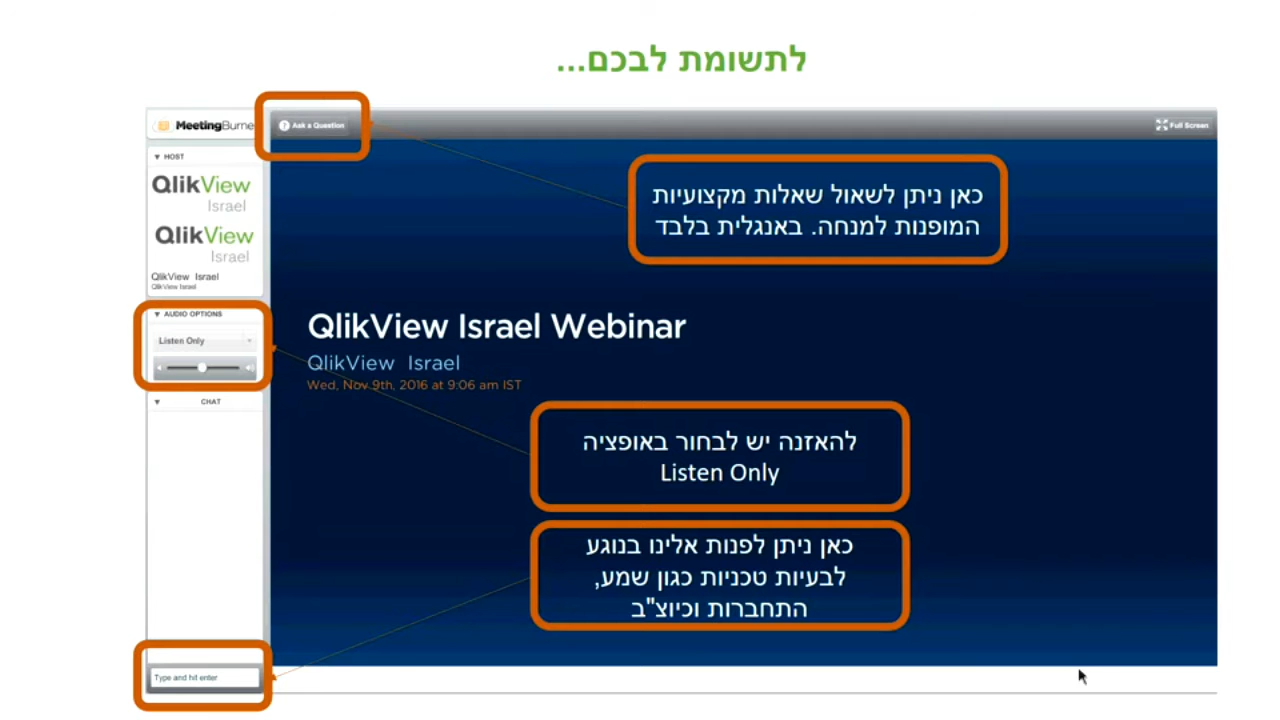 לתשומת לבכם...
MeetingBurne
Ask a Question
Full Screen
HOST
QlikView
Israel
QlikView
Israel
QlikView Israel
QlikView Israel
כאן ניתן לשאול שאלות מקצועיות
המופנות למנחה. באנגלית בלבד
AUDIO OPTIONS
Listen Only
QlikView Israel Webinar
QlikView Israel
Wed, Nov 9th, 2016 at 9:06 am IST
CHAT
להאזנה יש לבחור באופציה
Listen Only
כאן ניתן לפנות אלינו בנוגע
לבעיות טכניות כגון שמע,
התחברות וכיוצ"ב
Type and hit enter